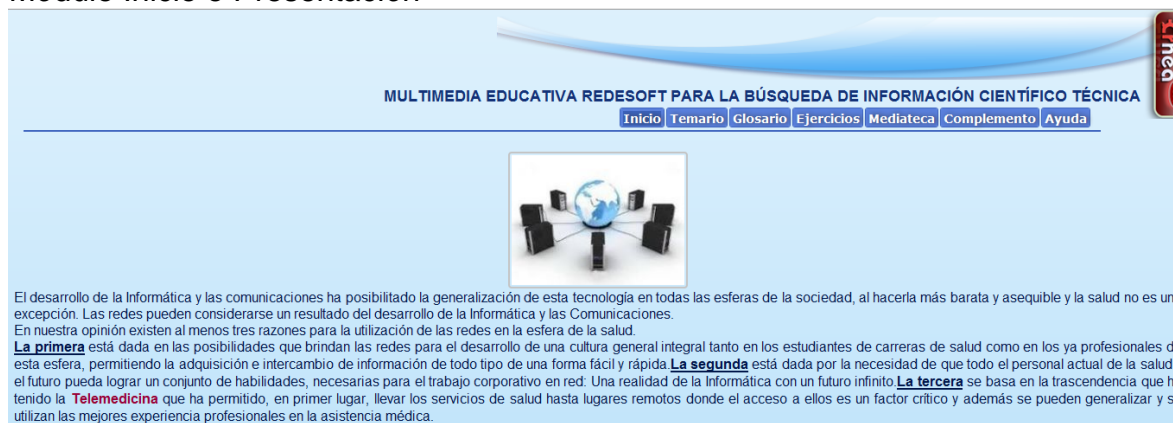 Módulo Inicio o Presentación
MULTIMEDIA EDUCATIVA REDESOFT PARA LA BÚSQUEDA DE INFORMACIÓN CIENTÍFICO TÉCNICA
Inicio Temario Glosario Ejercicios Mediateca Complemento Ayuda
El desarrollo de la Informática y las comunicaciones ha posibilitado la generalización de esta tecnología en todas las esferas de la sociedad, al hacerla más barata y asequible y la salud no es un
excepción. Las redes pueden considerarse un resultado del desarrollo de la Informática y las Comunicaciones.
En nuestra opinión existen al menos tres razones para la utilización de las redes en la esfera de la salud.
La primera está dada en las posibilidades que brindan las redes para el desarrollo de una cultura general integral tanto en los estudiantes de carreras de salud como en los ya profesionales d
esta esfera, permitiendo la adquisición e intercambio de información de todo tipo de una forma fácil y rápida.La segunda está dada por la necesidad de que todo el personal actual de la salud
el futuro pueda lograr un conjunto de habilidades, necesarias para el trabajo corporativo en red: Una realidad de la Informática con un futuro infinito.La tercera se basa en la trascendencia que h
tenido la Telemedicina que ha permitido, en primer lugar, llevar los servicios de salud hasta lugares remotos donde el acceso a ellos es un factor crítico y además se pueden generalizar y s
utilizan las mejores experiencia profesionales en la asistencia médica.